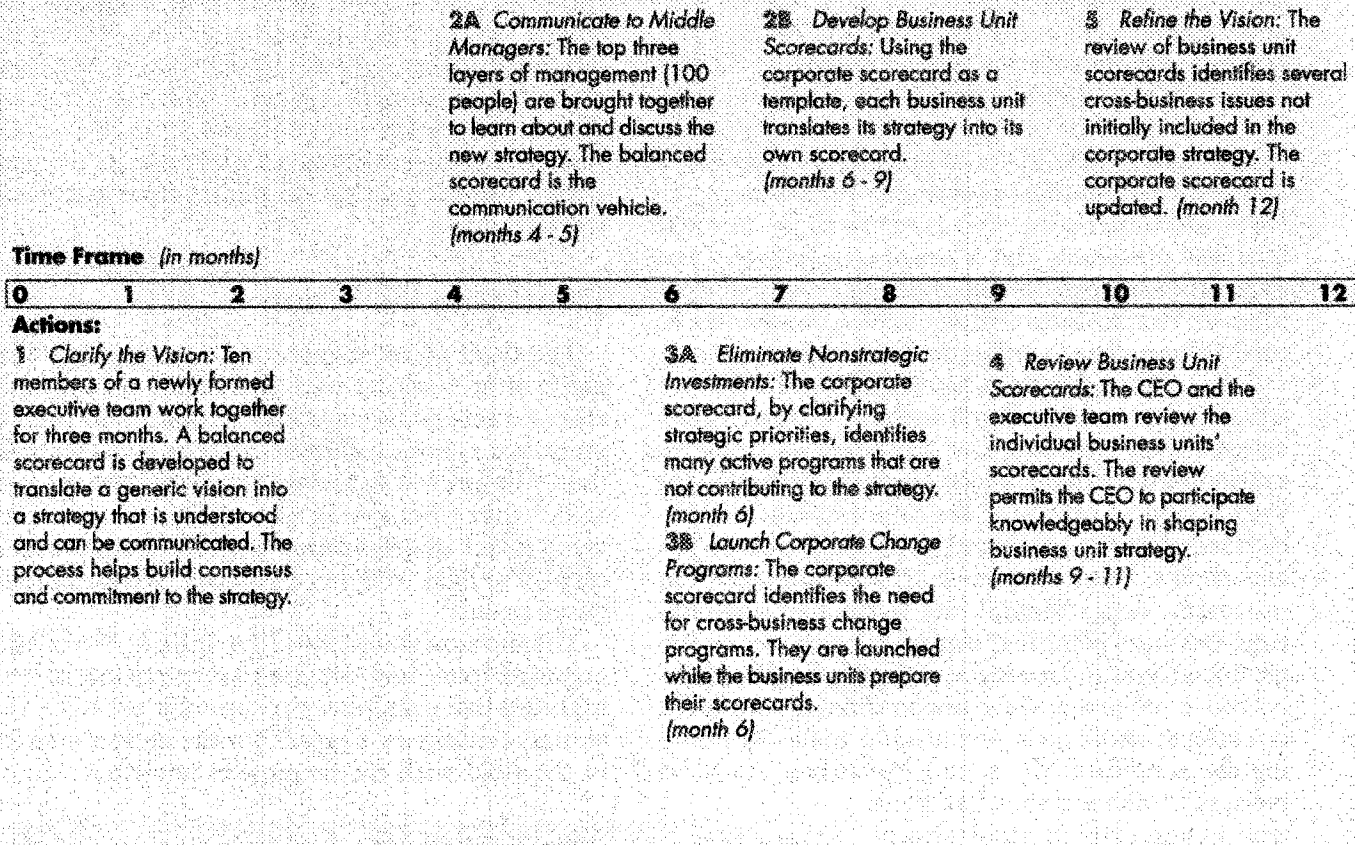 2A Communicate to Middle
Managers: The top three
layers of management (100
people) are brought together
to learn about and discuss the
new strategy. The balanced
scorecard is the
communication vehicle.
(months 4 - 5)
2B Develop Business Unit
Scorecards: Using the
corporate scorecard as a
template, each business unit
translates its strategy into its
own scorecard.
(months 6 - 9)
5 Refine the Vision: The
review of business unit
scorecards identifies several
cross-business issues not
initially included in the
corporate strategy. The
corporate scorecard is
updated. (month 12)
Time Frame (in months)
0 1 2 3 4 5 6 7 8 9 10 11 12
Actions:
1 Clarify the Vision: Ten
members of a newly formed
executive team work together
for three months. A balanced
scorecard is developed to
translate a generic vision into
a strategy that is understood
and can be communicated. The
process helps build consensus
and commitment to the strategy.
3A Eliminate Nonstrategic
Investments: The corporate
scorecard, by clarifying
strategic priorities, identifies
many active programs that are
not contributing to the strategy.
(month 6)
3B Launch Corporate Change
Programs: The corporate
scorecard identifies the need
for cross-business change
programs. They are launched
while the business units prepare
their scorecards.
(month 6)
4 Review Business Unit
Scorecards: The CEO and the
executive team review the
individual business units'
scorecards. The review
permits the CEO to participate
knowledgeably in shaping
business unit strategy.
(months 9 - 11)